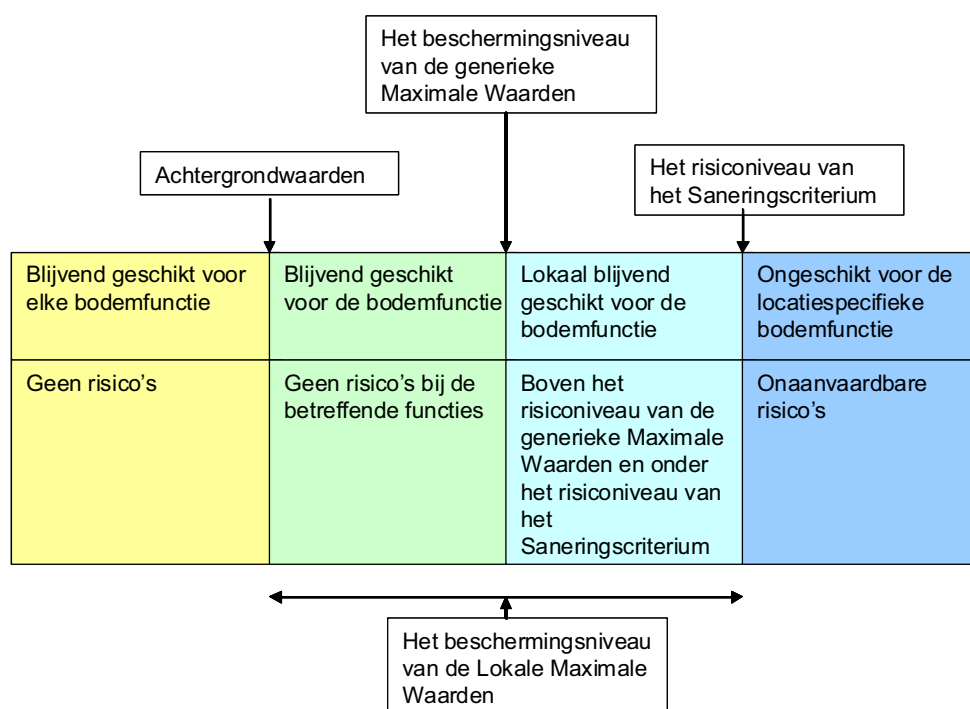 Het beschermingsniveau
van de generieke
Maximale Waarden
Achtergrondwaarden
Het risiconiveau van
het Saneringscriterium
Blijvend geschikt voor
elke bodemfunctie
Blijvend geschikt
voor de bodemfunctie
Lokaal blijvend
geschikt voor de
bodemfunctie
Ongeschikt voor de
locatiespecifieke
bodemfunctie
Geen risico’s
Geen risico’s bij de
betreffende functies
Boven het
risiconiveau van de
generieke Maximale
Waarden en onder
het risiconiveau van
het
Saneringscriterium
Onaanvaardbare
risico’s
Het beschermingsniveau
van de Lokale Maximale
Waarden